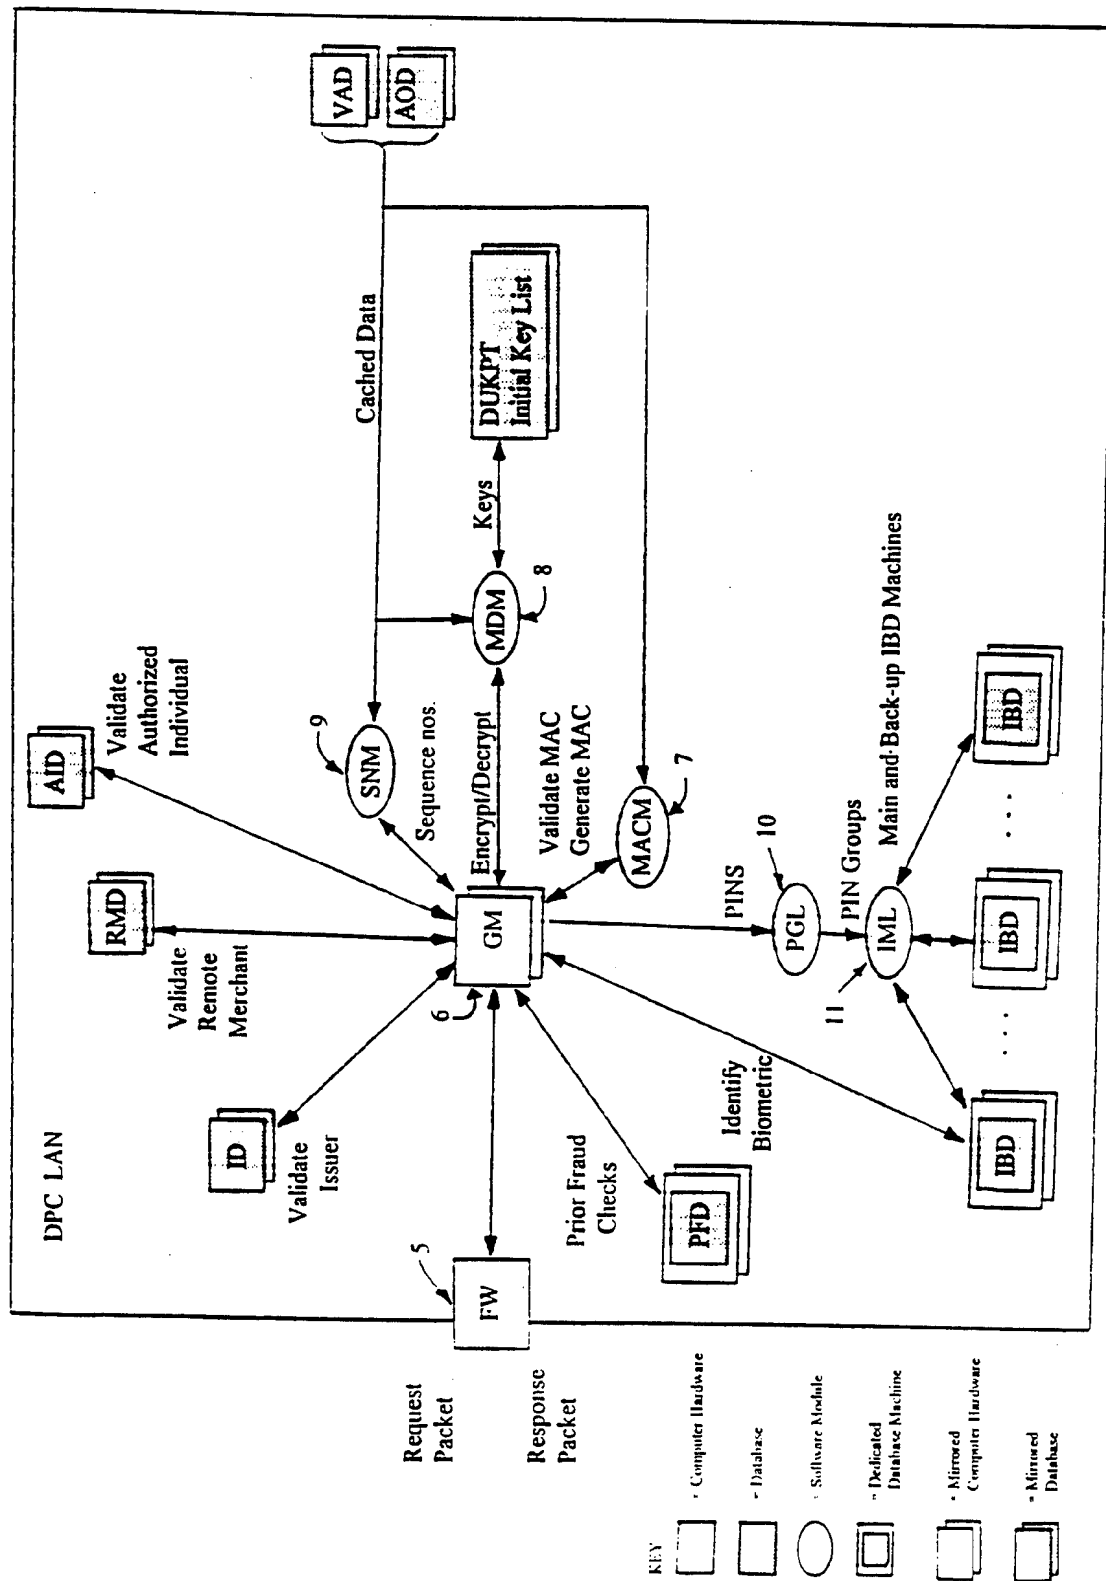 DPC LAN
Request
Packet
Response
Packet
FW
5
ID
Validate
Issuer
RMD
Validate
Remote
Merchant
AID
Validate
Authorized
Individual
GM
6
SNM
9
Sequence nos.
Cached Data
VAD
AOD
Encrypt/Decrypt
MDM
8
Keys
DUKPT
Initial Key List
Validate MAC
Generate MAC
MACM
7
Prior Fraud
Checks
PFD
Identify
Biometric
PINS
PGL
10
PIN Groups
IML
11
Main and Back-up IBD Machines
IBD
. . . .
IBD
. . . .
IBD
KEY
= Computer Hardware
= Database
= Software Module
= Dedicated
Database Machine
= Mirrored
Computer Hardware
= Mirrored
Database